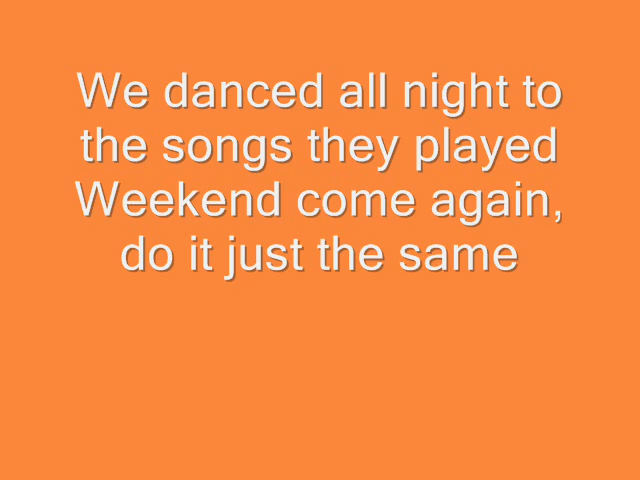 We danced all night to
the songs they played
Weekend come again,
do it just the same